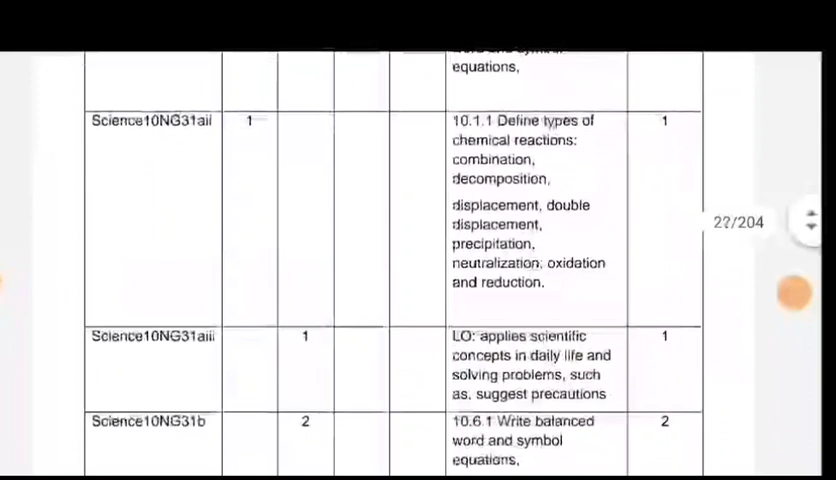 equations,
Science10NG31aii 1 10.1.1 Define types of 1
chemical reactions:
combination,
decomposition,
displacement, double
displacement,
precipitation,
neutralization, oxidation
and reduction.
Science10NG31aiii 1 LO: applies scientific 1
concepts in daily life and
solving problems, such
as, suggest precautions
Science10NG31b 2 10.6.1 Write balanced 2
word and symbol
equations,